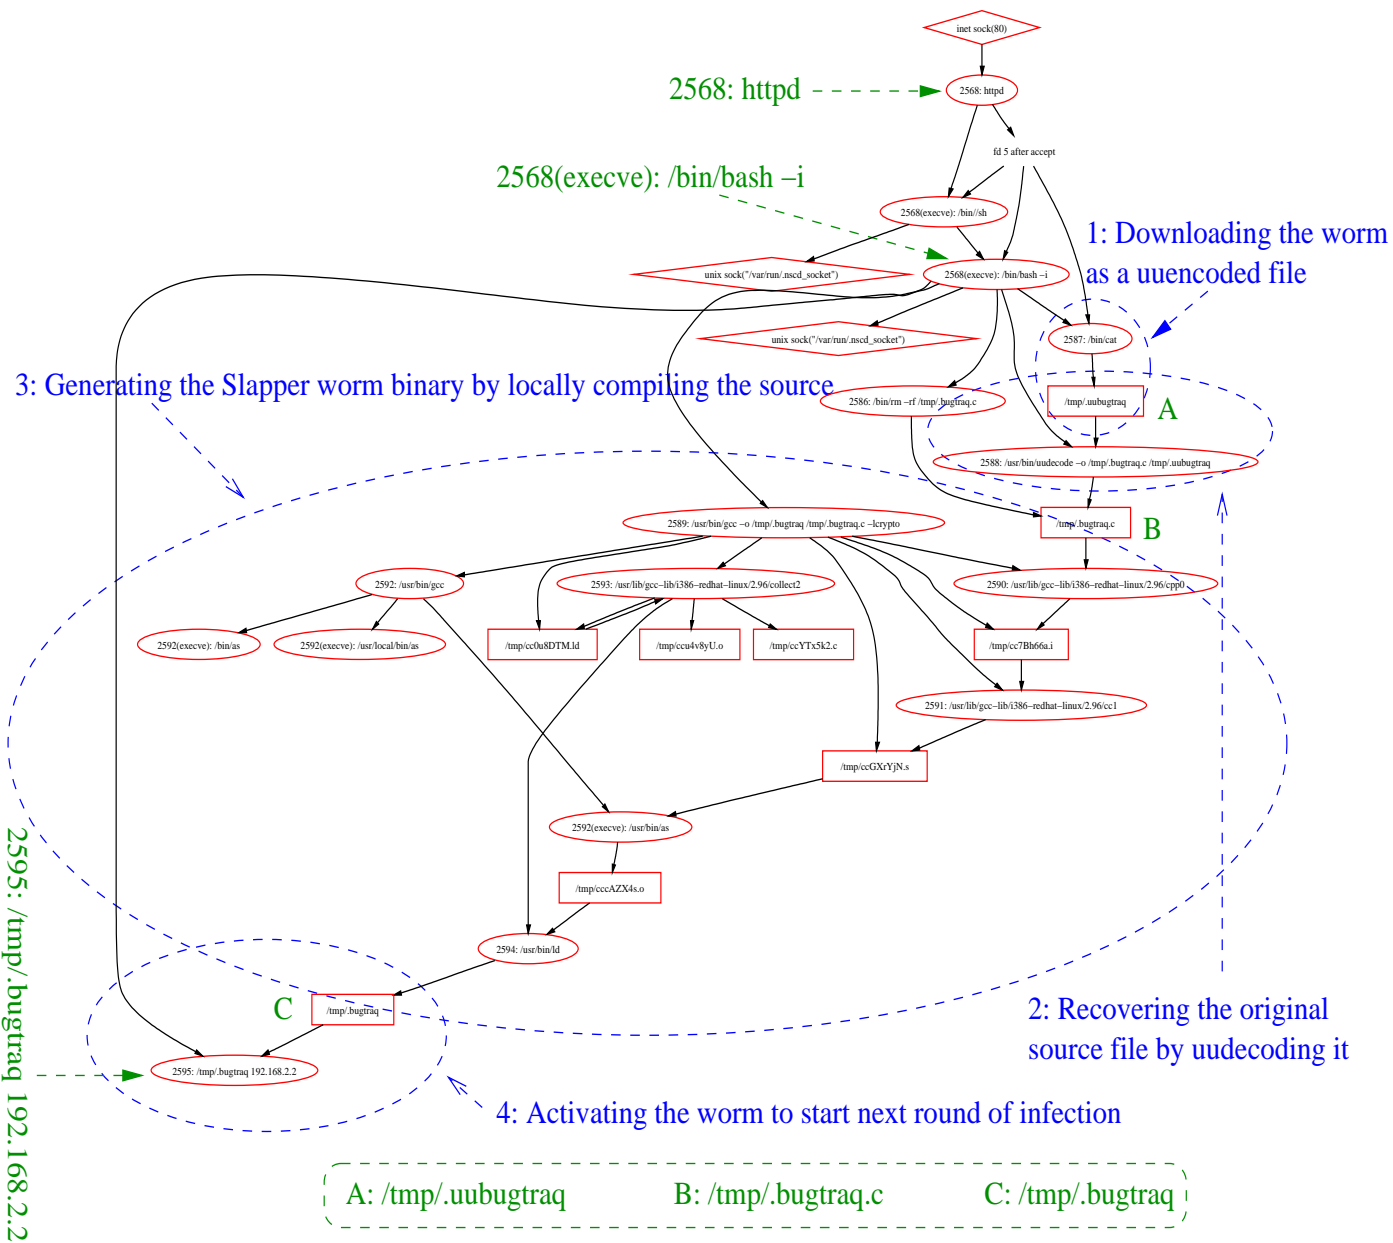 inet sock(80)
2568: httpd
2568: httpd
fd 5 after accept
2568(execve): /bin/bash –i
2568(execve): /bin//sh
1: Downloading the worm
as a uuencoded file
unix sock("/var/run/.nscd_socket")
2568(execve): /bin/bash –i
unix sock("/var/run/.nscd_socket")
2587: /bin/cat
3: Generating the Slapper worm binary by locally compiling the source
2586: /bin/rm –rf /tmp/.bugtraq.c
/tmp/.uubugtraq
A
2588: /usr/bin/uudecode –o /tmp/.bugtraq.c /tmp/.uubugtraq
2589: /usr/bin/gcc –o /tmp/.bugtraq /tmp/.bugtraq.c –lcrypto
/tmp/.bugtraq.c
B
2592: /usr/bin/gcc
2593: /usr/lib/gcc–lib/i386–redhat–linux/2.96/collect2
2590: /usr/lib/gcc–lib/i386–redhat–linux/2.96/cpp0
2592(execve): /bin/as
2592(execve): /usr/local/bin/as
/tmp/cc0u8DTM.ld
/tmp/ccu4v8yU.o
/tmp/ccYTx5k2.c
/tmp/cc7Bh66a.i
2591: /usr/lib/gcc–lib/i386–redhat–linux/2.96/cc1
/tmp/ccGXrYjN.s
2592(execve): /usr/bin/as
/tmp/cccAZX4s.o
2594: /usr/bin/ld
C
/tmp/.bugtraq
2: Recovering the original
source file by uudecoding it
2595: /tmp/.bugtraq 192.168.2.2
2595: /tmp/.bugtraq 192.168.2.2
4: Activating the worm to start next round of infection
A: /tmp/.uubugtraq
B: /tmp/.bugtraq.c
C: /tmp/.bugtraq